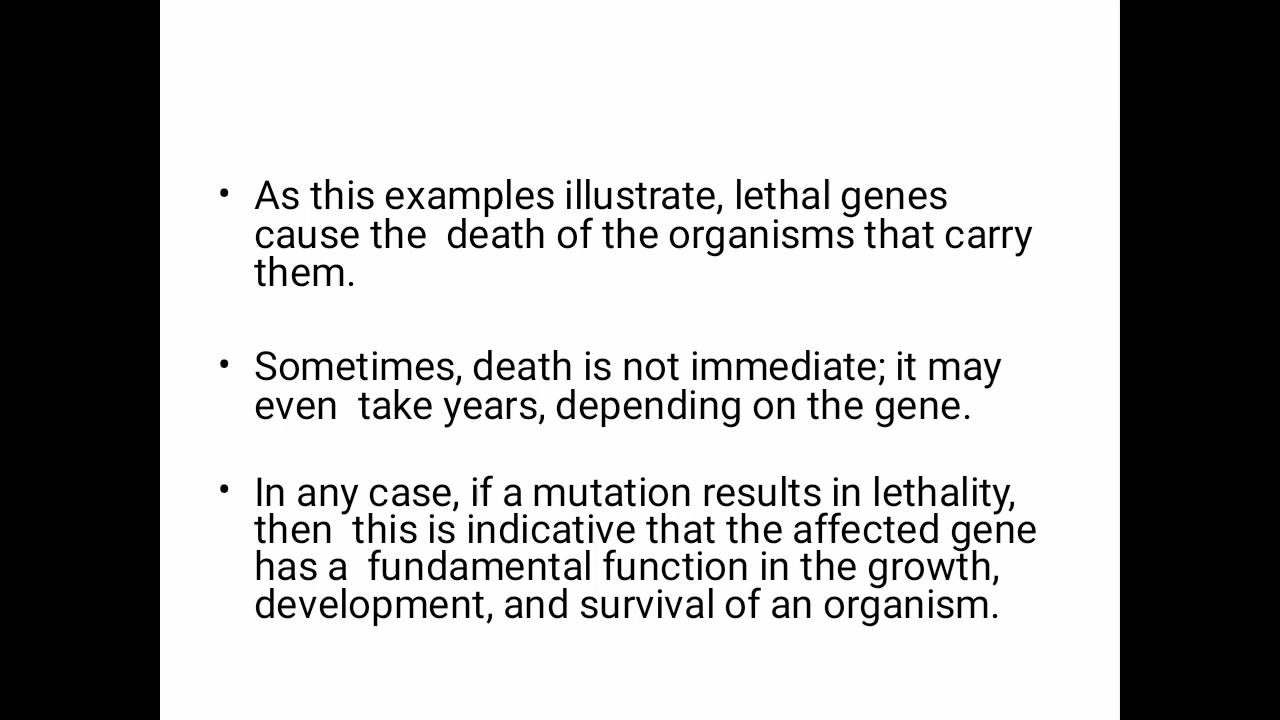 • As this examples illustrate, lethal genes
cause the  death of the organisms that carry
them.
• Sometimes, death is not immediate; it may
even  take years, depending on the gene.
• In any case, if a mutation results in lethality,
then  this is indicative that the affected gene
has a  fundamental function in the growth,
development, and survival of an organism.